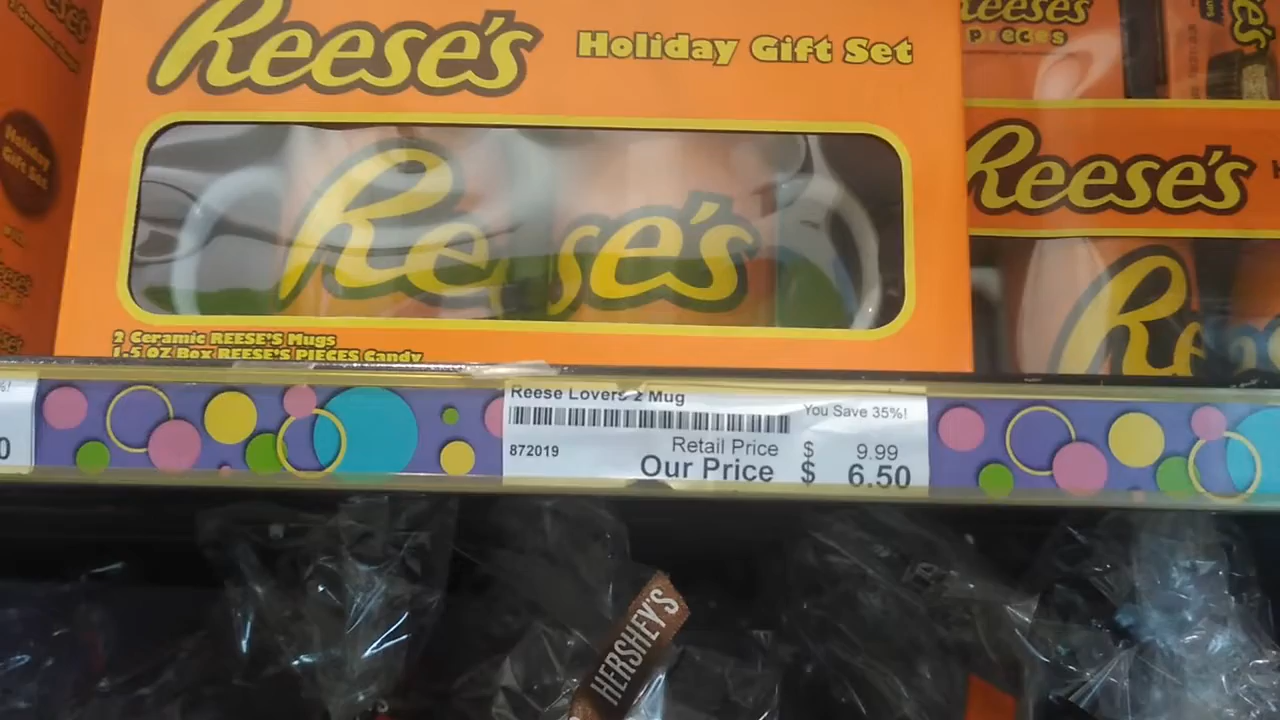 Reese's
Holiday Gift Set
Reese's
2 Ceramic REESE'S Mugs
1-5 OZ Box REESE'S PIECES Candy
Reese Lovers 2 Mug
You Save 35%!
872019
Retail Price $ 9.99
Our Price $ 6.50
Reese's
pieces
Reese's
Holiday
Gift Set
HERSHEY'S